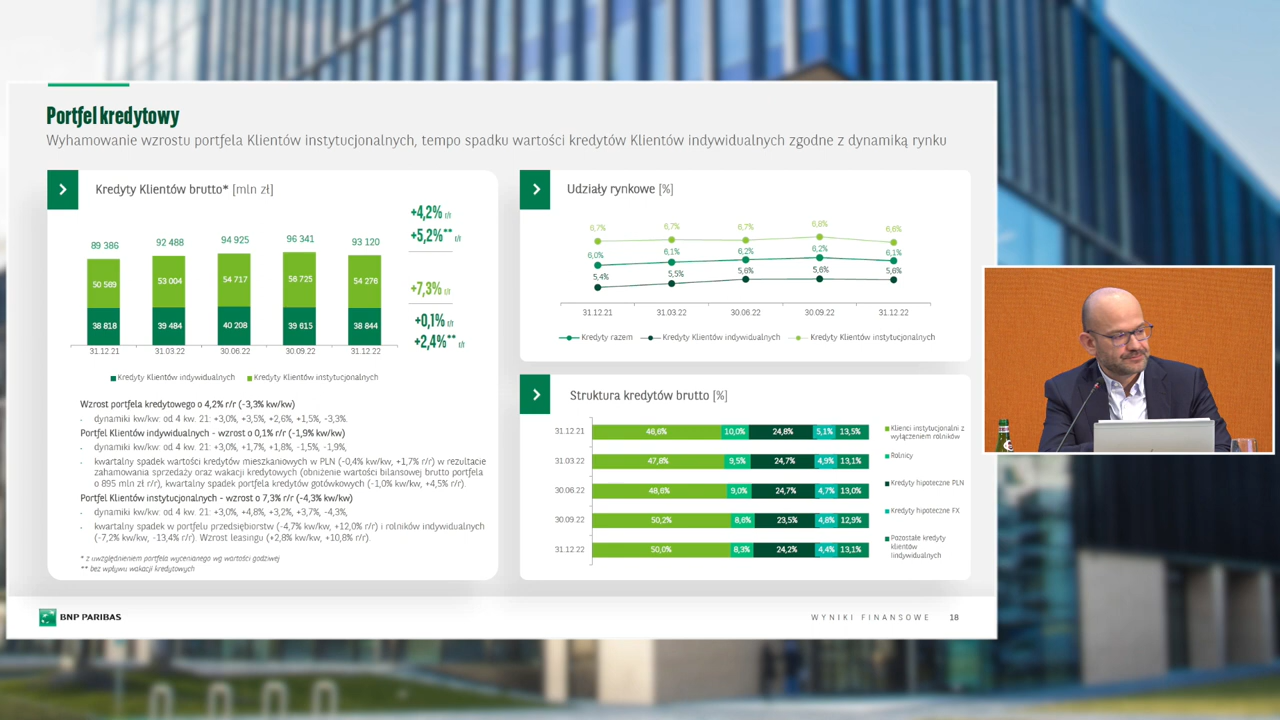 Portfel kredytowy
Wyhamowanie wzrostu portfela Klientów instytucjonalnych, tempo spadku wartości kredytów Klientów indywidualnych zgodne z dynamiką rynku
Kredyty Klientów brutto* [mln zł]
+4,2% r/r
+5,2%** r/r
89 386
92 488
94 925
96 341
93 120
50 569
53 004
54 717
56 725
54 276
+7,3%
38 818
39 484
40 208
39 615
38 844
+0,1% r/r
+2,4%** r/r
31.12.21
31.03.22
30.06.22
30.09.22
31.12.22
Kredyty Klientów indywidualnych
Kredyty Klientów instytucjonalnych
Wzrost portfela kredytowego o 4,2% r/r (-3,3% kw/kw)
- dynamiki kw/kw: od 4 kw. 21: +3,0%, +3,5%, +2,6%, +1,5%, -3,3%
Portfel Klientów indywidualnych - wzrost o 0,1% r/r (-1,9% kw/kw)
- dynamiki kw/kw: od 4 kw. 21: +3,0%, +1,7%, +1,8%, -1,5%, -1,9%,
- kwartalny spadek wartości kredytów mieszkaniowych w PLN (-0,4% kw/kw, +1,7% r/r) w rezultacie
zahamowania sprzedaży oraz wakacji kredytowych (obniżenie wartości bilansowej brutto portfela
o 895 mln zł r/r), kwartalny spadek portfela kredytów gotówkowych (-1,0% kw/kw, +4,5% r/r)
Portfel Klientów instytucjonalnych - wzrost o 7,3% r/r (-4,3% kw/kw)
- dynamiki kw/kw: od 4 kw. 21: +3,0%, +4,8%, +3,2%, +3,7%, -4,3%,
- kwartalny spadek w portfelu przedsiębiorstw (-4,7% kw/kw, +12,0% r/r) i rolników indywidualnych
(-7,2% kw/kw, -13,4% r/r). Wzrost leasingu (+2,8% kw/kw, +10,8% r/r).
* z uwzględnieniem portfela wycenianego wg wartości godziwej
** bez wpływu wakacji kredytowych
Udziały rynkowe [%]
6,7%
6,7%
6,7%
6,8%
6,6%
6,0%
6,1%
6,2%
6,2%
6,1%
5,4%
5,5%
5,6%
5,6%
5,6%
31.12.21
31.03.22
30.06.22
30.09.22
31.12.22
Kredyty razem
Kredyty Klientów indywidualnych
Kredyty Klientów instytucjonalnych
Struktura kredytów brutto [%]
31.12.21 46,6% 10,0% 24,8% 5,1% 13,5%
31.03.22 47,8% 9,5% 24,7% 4,9% 13,1%
30.06.22 48,6% 9,0% 24,7% 4,7% 13,0%
30.09.22 50,2% 8,6% 23,5% 4,8% 12,9%
31.12.22 50,0% 8,3% 24,2% 4,4% 13,1%
Klienci instytucjonalni z
wyłączeniem rolników
Rolnicy
Kredyty hipoteczne PLN
Kredyty hipoteczne FX
Pozostałe kredyty
klientów
iindywidualnych
BNP PARIBAS
WYNIKI FINANSOWE 18